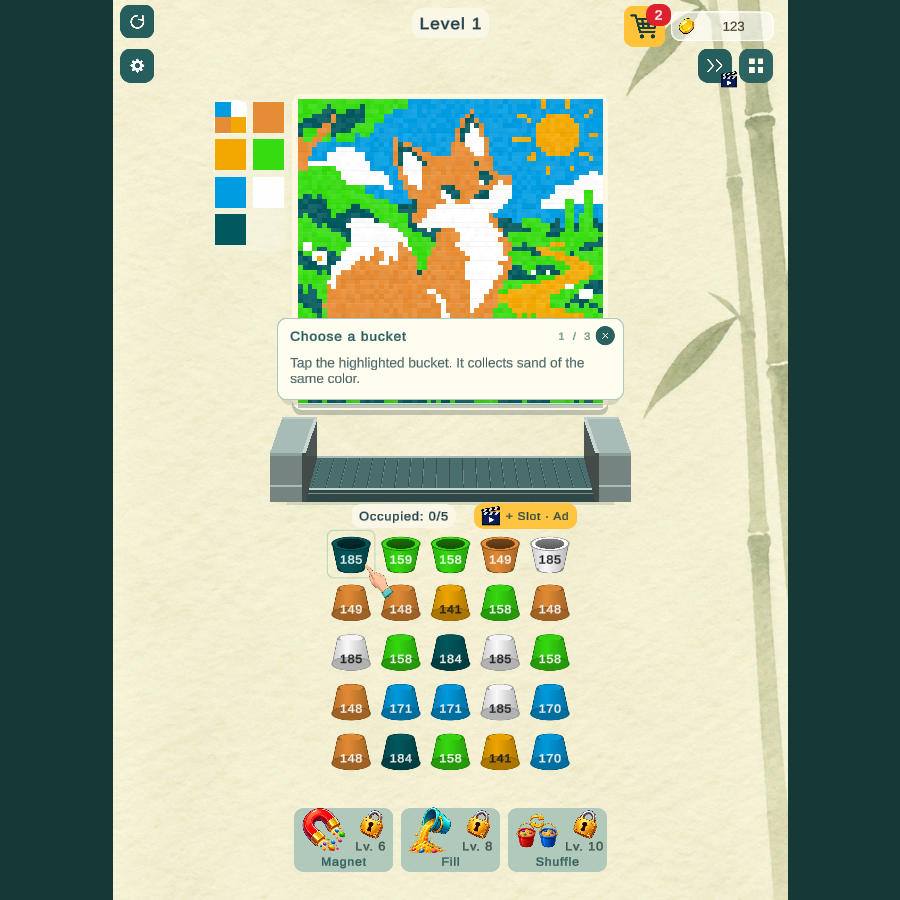 Level 1
2
123
Choose a bucket
1 / 3
Tap the highlighted bucket. It collects sand of the
same color.
Occupied: 0/5
+ Slot · Ad
185 159 158 149 185
149 148 141 158 148
185 158 184 185 158
148 171 171 185 170
148 184 158 141 170
Lv. 6 Lv. 8 Lv. 10
Magnet Fill Shuffle